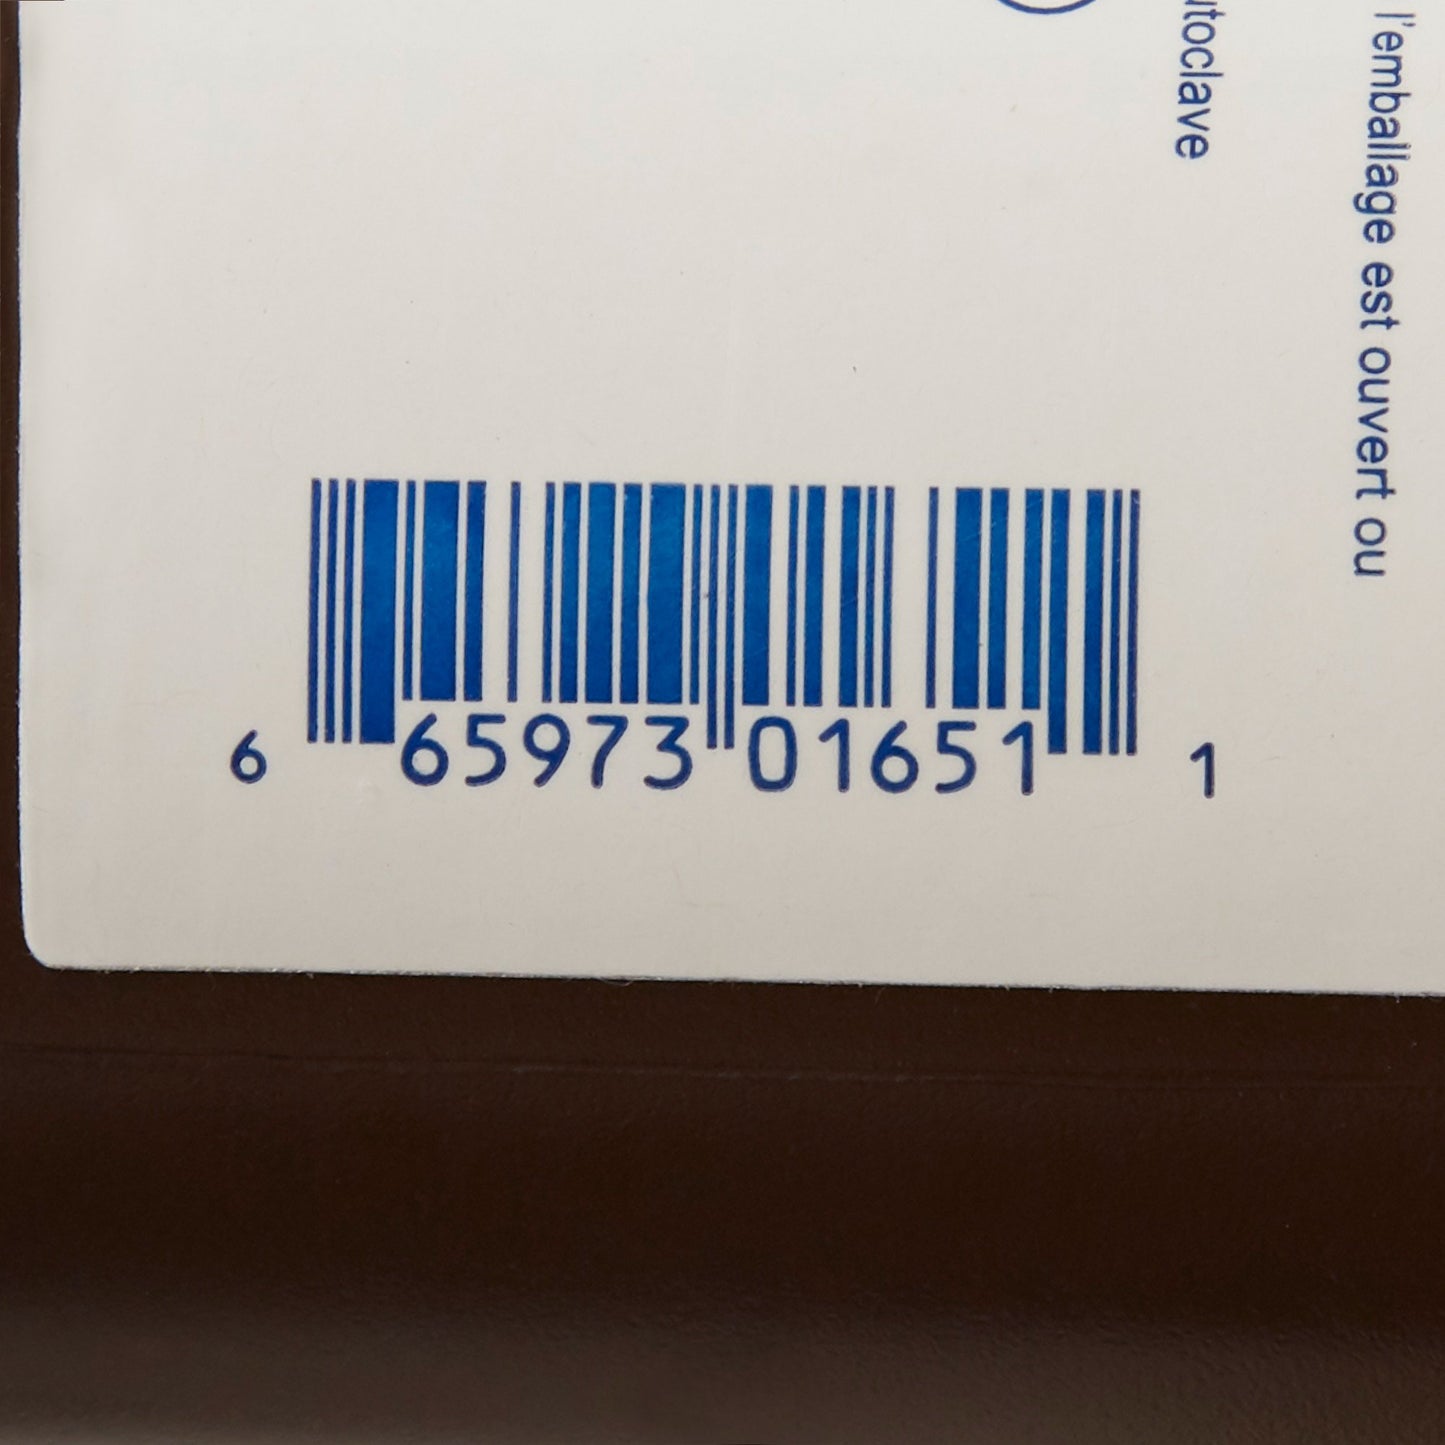 utoclave
l'emballage est ouvert ou
6 65973 01651 1